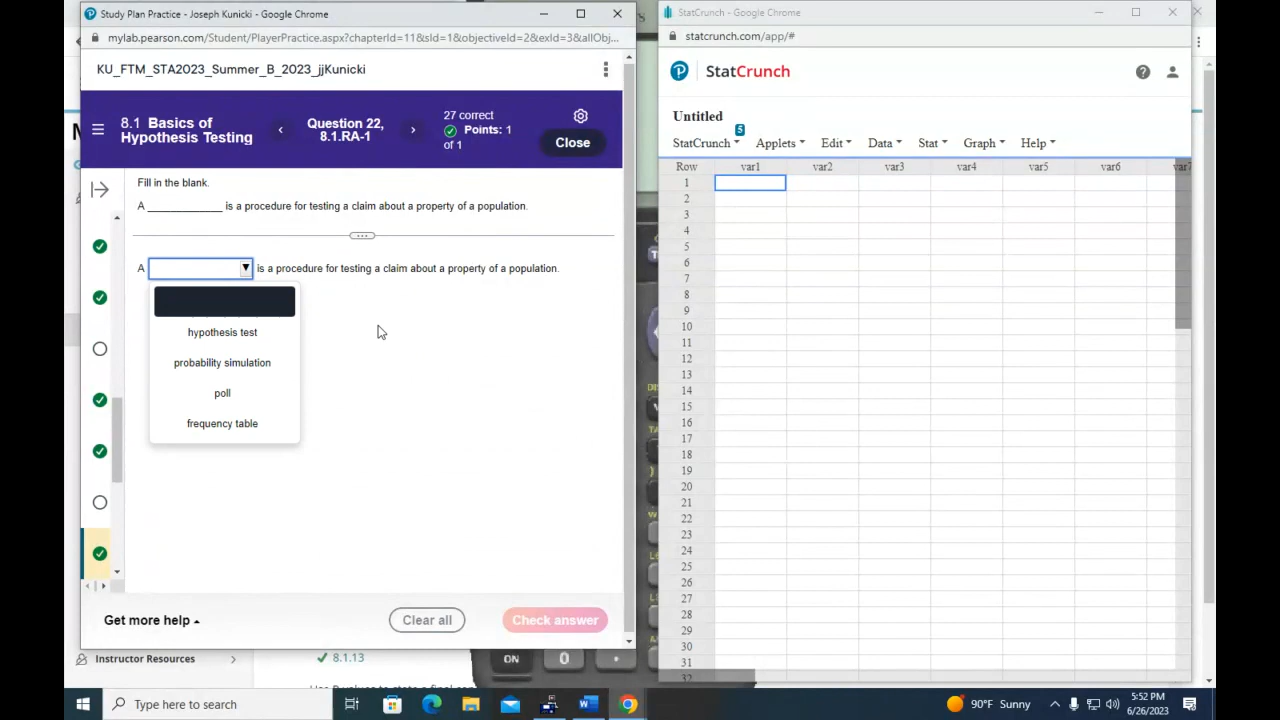 Study Plan Practice - Joseph Kunicki - Google Chrome
mylab.pearson.com/Student/PlayerPractice.aspx?chapterId=11&sId=1&objectiveId=2&exId=3&allObj...
KU_FTM_STA2023_Summer_B_2023_jjKunicki
8.1 Basics of
Hypothesis Testing
Question 22,
8.1.RA-1
27 correct
Points: 1
of 1
Close
Fill in the blank.
A _____________ is a procedure for testing a claim about a property of a population.
A
is a procedure for testing a claim about a property of a population.
hypothesis test
probability simulation
poll
frequency table
Get more help
Clear all
Check answer
Instructor Resources
8.1.13
ON
0
StatCrunch - Google Chrome
statcrunch.com/app/#
StatCrunch
Untitled
5
StatCrunch Applets Edit Data Stat Graph Help
Row var1 var2 var3 var4 var5 var6 var7
1
2
3
4
5
6
7
8
9
10
11
12
13
14
15
16
17
18
19
20
21
22
23
24
25
26
27
28
29
30
31
32
Type here to search
90°F Sunny
5:52 PM
6/26/2023